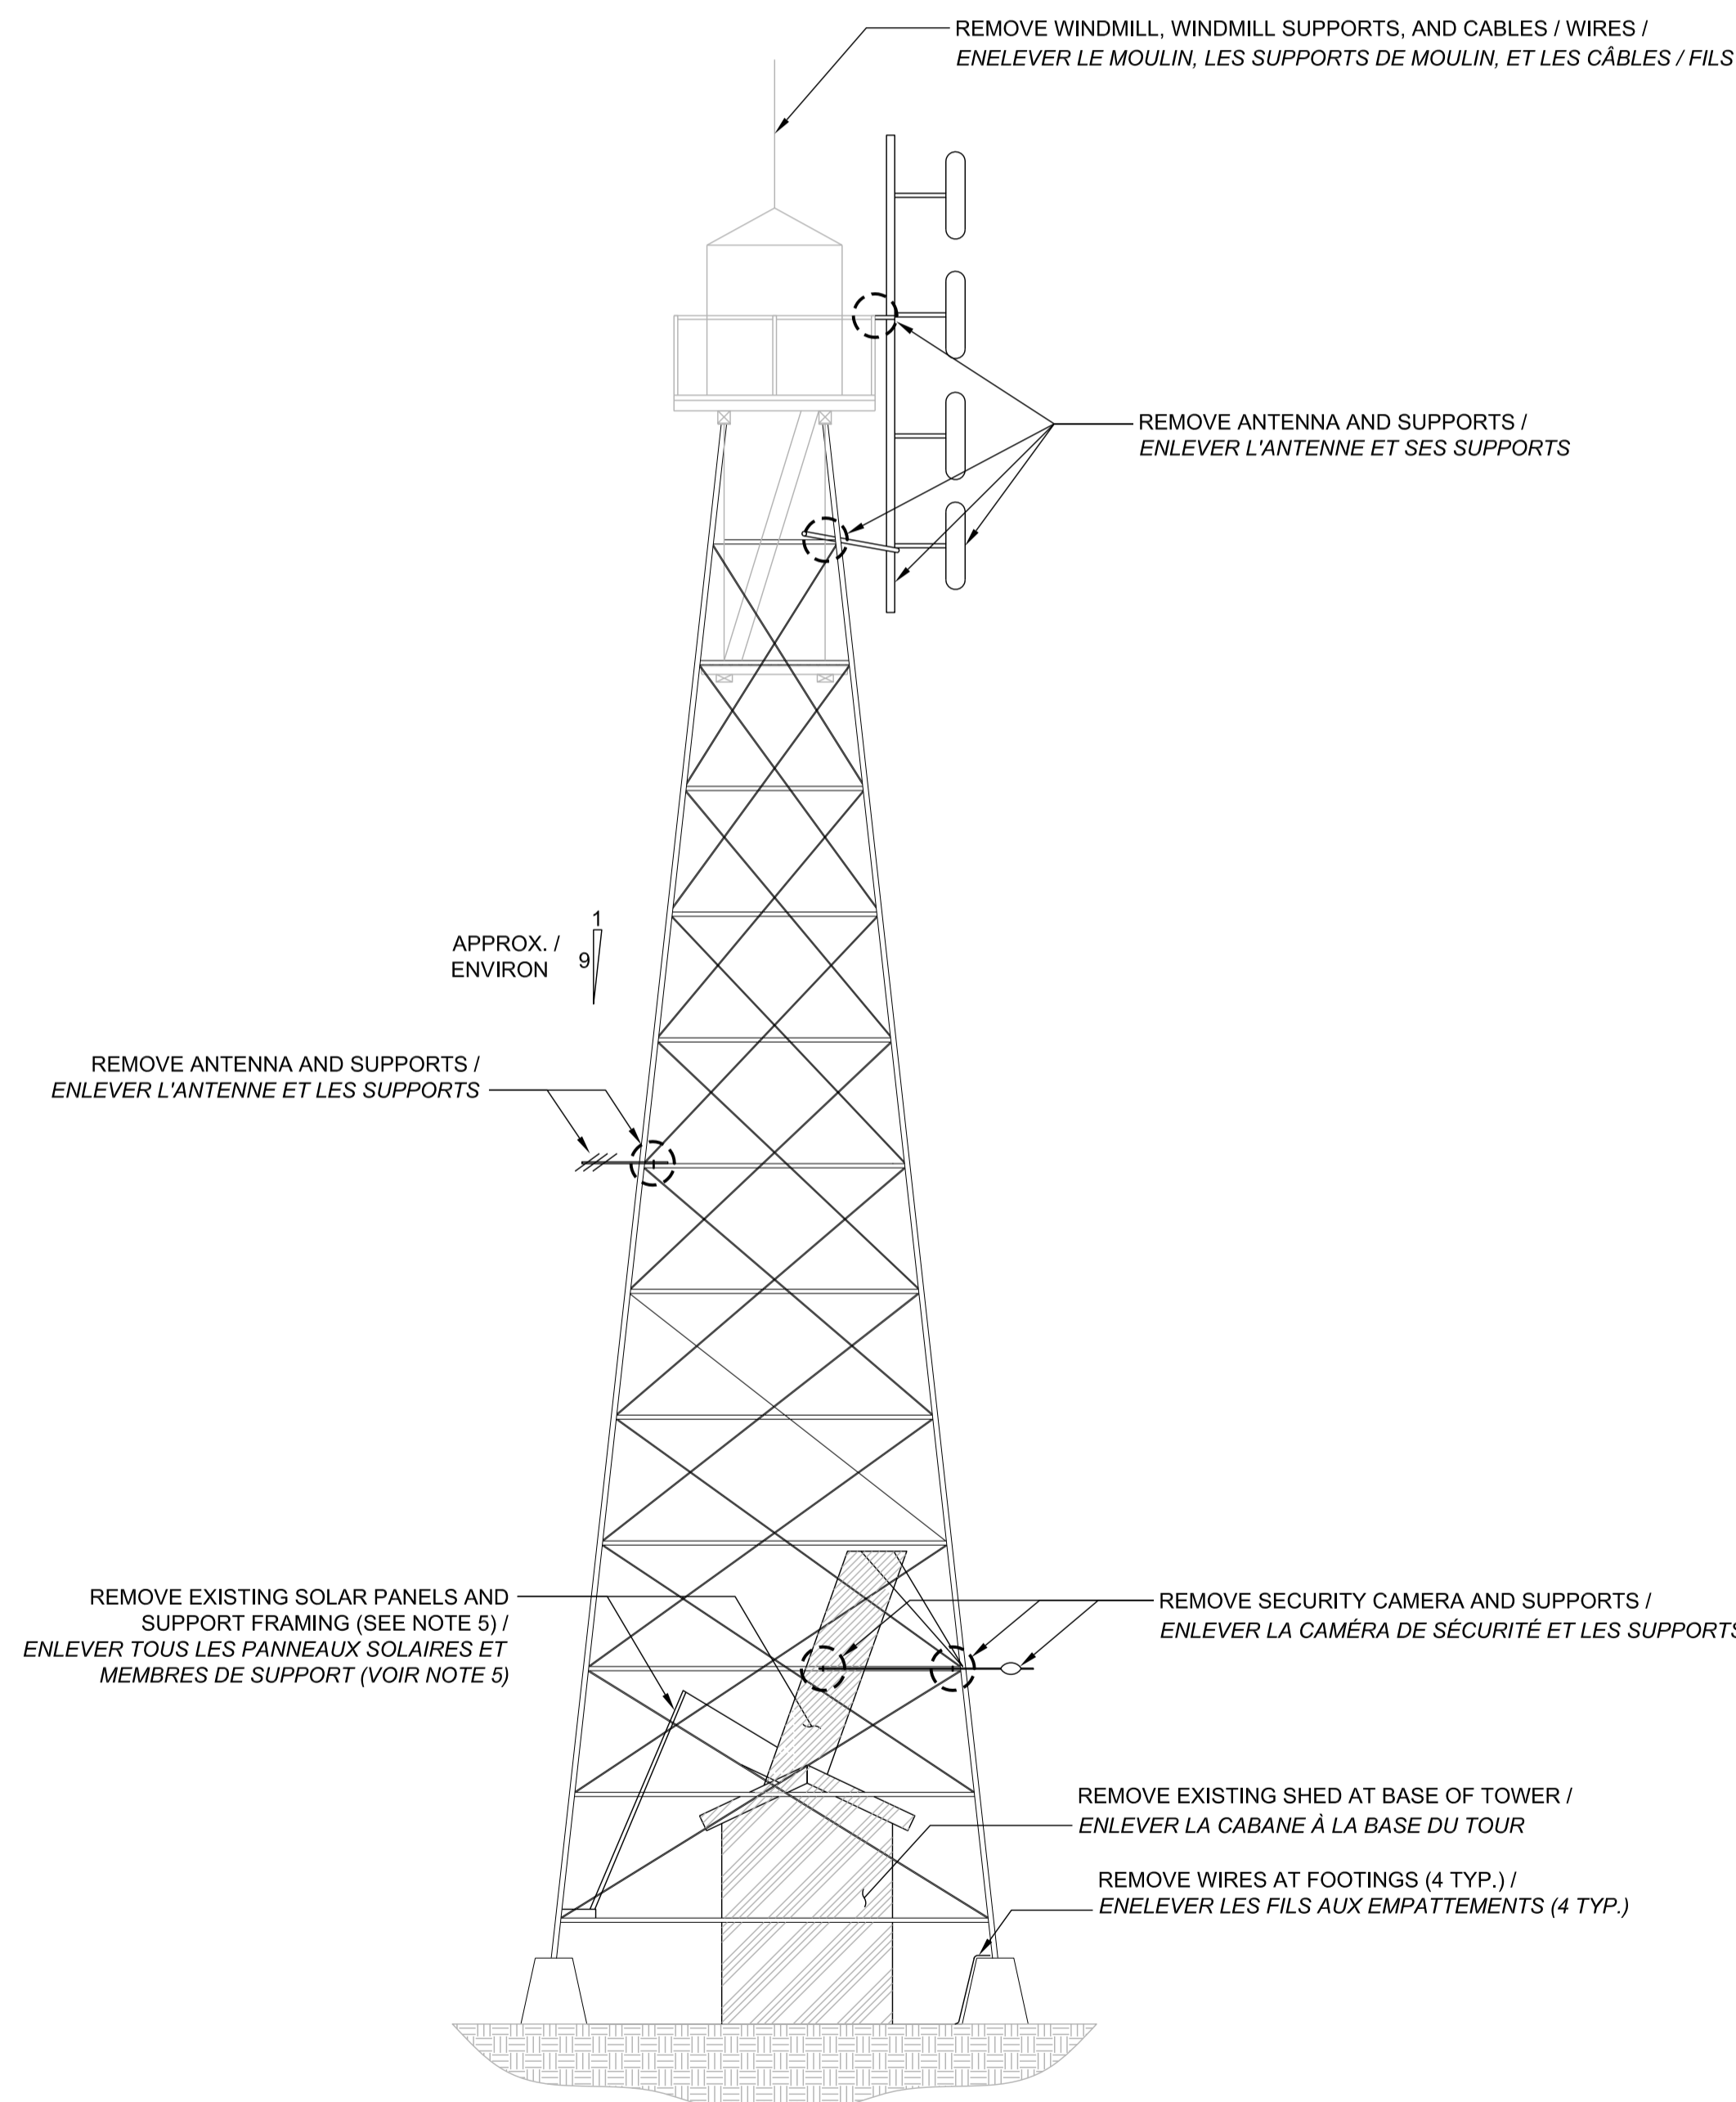 REMOVE WINDMILL, WINDMILL SUPPORTS, AND CABLES / WIRES /
ENELEVER LE MOULIN, LES SUPPORTS DE MOULIN, ET LES CÂBLES / FILS
REMOVE ANTENNA AND SUPPORTS /
ENLEVER L'ANTENNE ET SES SUPPORTS
1
APPROX. /
ENVIRON
9
REMOVE ANTENNA AND SUPPORTS /
ENLEVER L'ANTENNE ET LES SUPPORTS
REMOVE EXISTING SOLAR PANELS AND
SUPPORT FRAMING (SEE NOTE 5) /
ENLEVER TOUS LES PANNEAUX SOLAIRES ET
MEMBRES DE SUPPORT (VOIR NOTE 5)
REMOVE SECURITY CAMERA AND SUPPORTS /
ENLEVER LA CAMÉRA DE SÉCURITÉ ET LES SUPPORTS
REMOVE EXISTING SHED AT BASE OF TOWER /
ENLEVER LA CABANE À LA BASE DU TOUR
REMOVE WIRES AT FOOTINGS (4 TYP.) /
ENELEVER LES FILS AUX EMPATTEMENTS (4 TYP.)